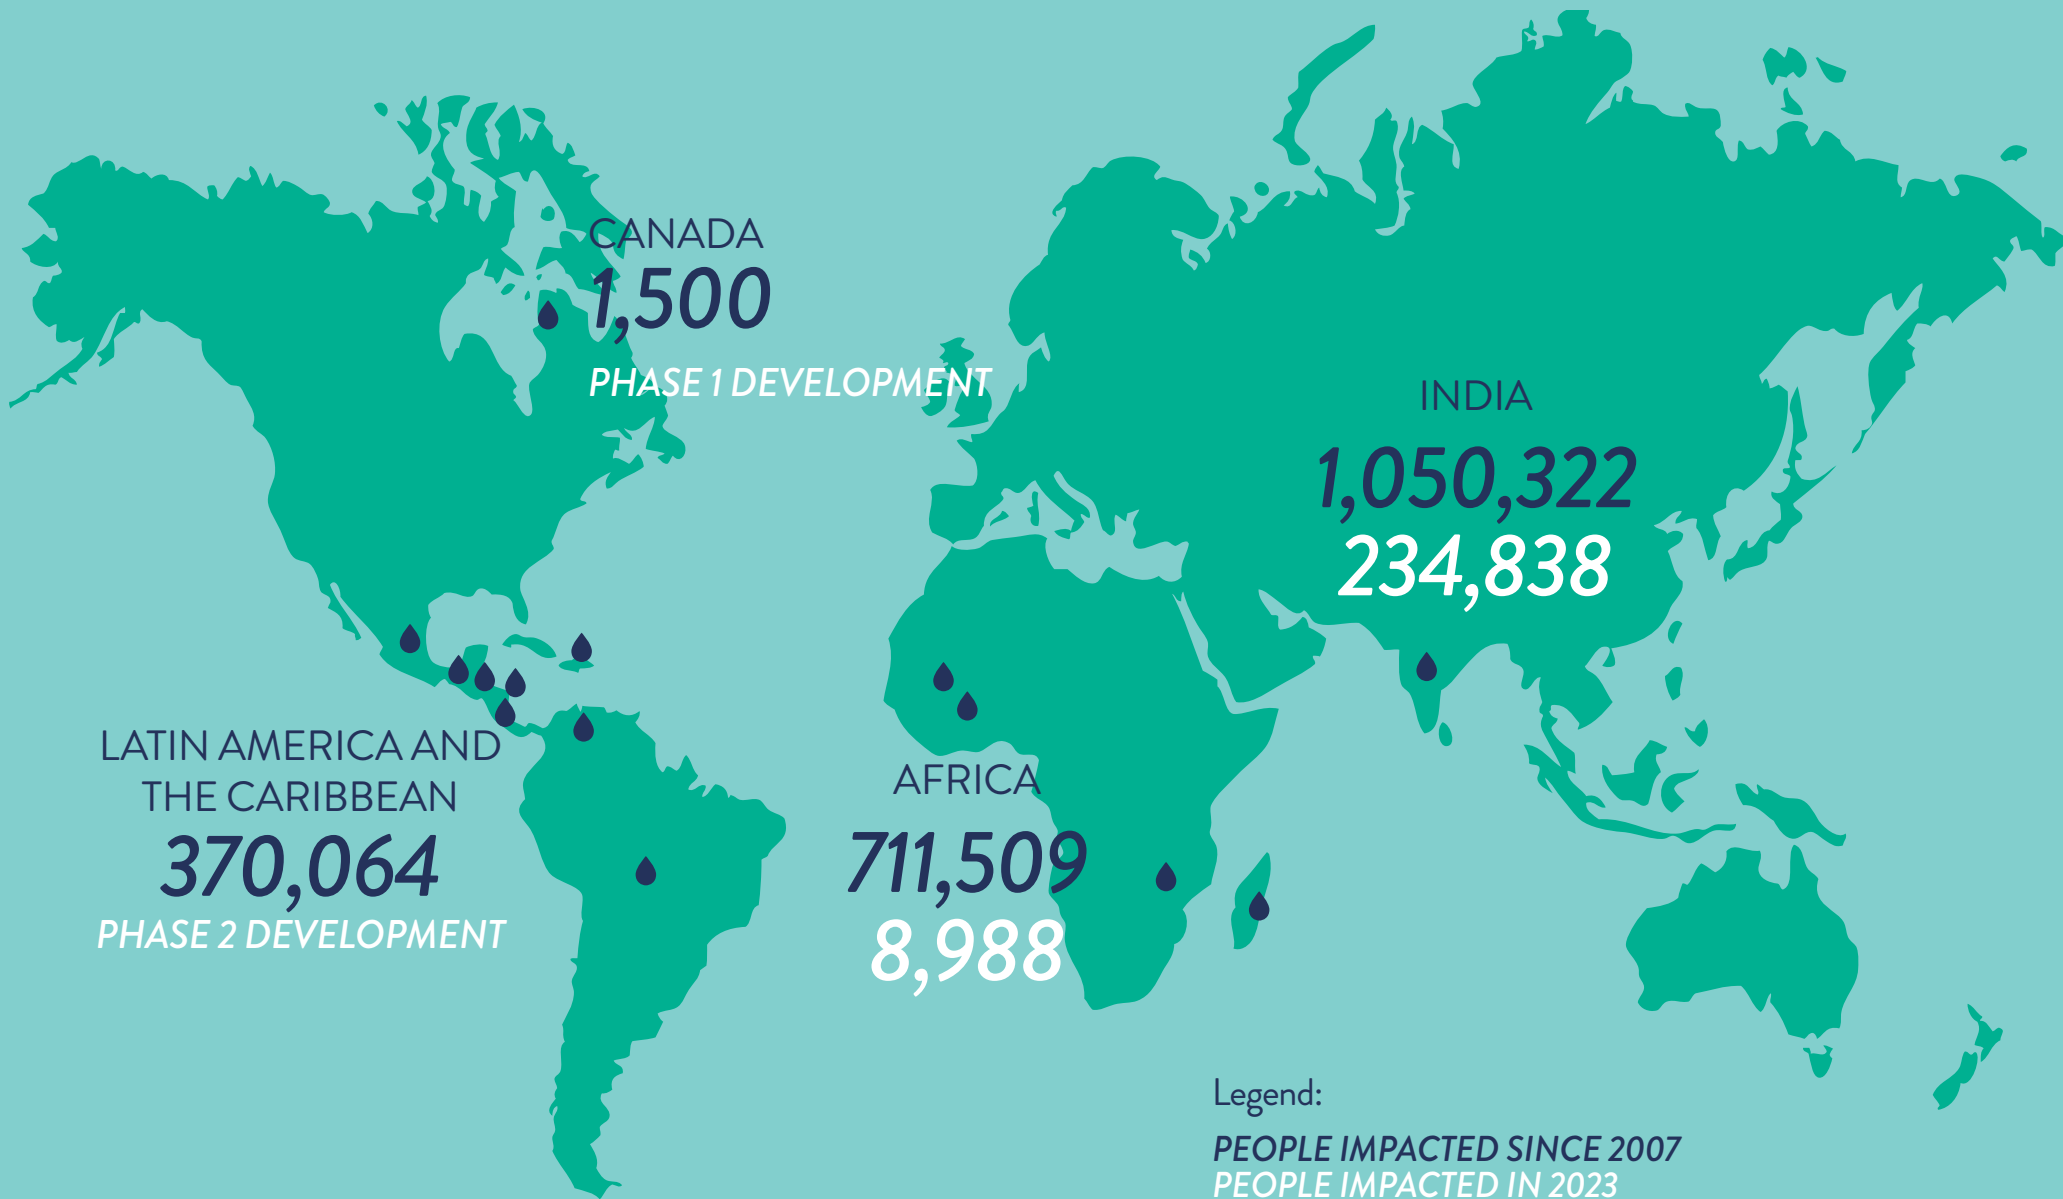 CANADA
1,500
PHASE 1 DEVELOPMENT
INDIA
1,050,322
234,838
LATIN AMERICA AND
THE CARIBBEAN
370,064
PHASE 2 DEVELOPMENT
AFRICA
711,509
8,988
Legend:
PEOPLE IMPACTED SINCE 2007
PEOPLE IMPACTED IN 2023